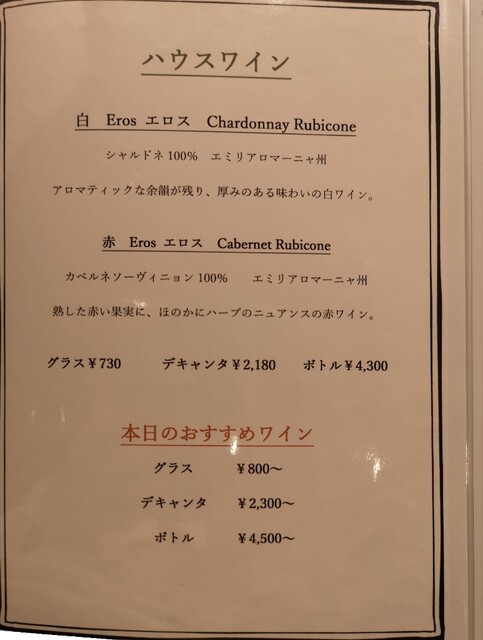 ハウスワイン
白　Eros エロス　Chardonnay Rubicone
シャルドネ 100%　エミリアロマーニャ州
アロマティックな余韻が残り、厚みのある味わいの白ワイン。
赤　Eros エロス　Cabernet Rubicone
カベルネソーヴィニョン 100%　　エミリアロマーニャ州
熟した赤い果実に、ほのかにハーブのニュアンスの赤ワイン。
グラス¥730　　デキャンタ¥2,180　　ボトル¥4,300
本日のおすすめワイン
グラス　　¥800〜
デキャンタ　　¥2,300〜
ボトル　　¥4,500〜